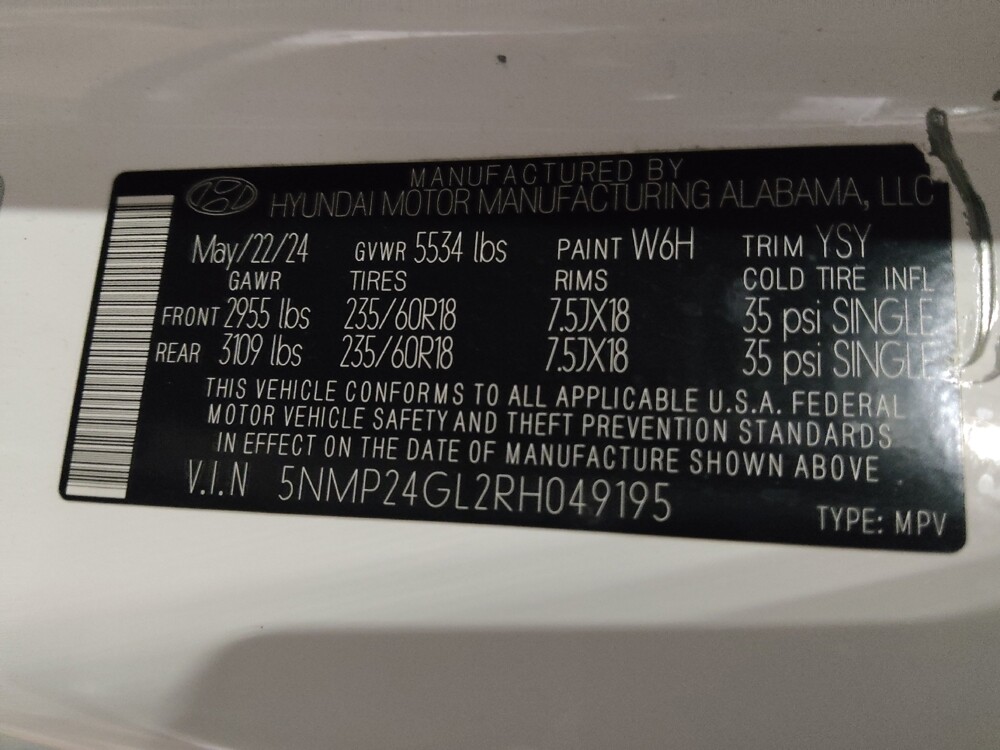 MANUFACTURED BY
HYUNDAI MOTOR MANUFACTURING ALABAMA, LLC
May/22/24 GVWR 5534 lbs PAINT W6H TRIM YSY
GAWR TIRES RIMS COLD TIRE INFL
FRONT 2955 lbs 235/60R18 7.5JX18 35 psi SINGLE
REAR 3109 lbs 235/60R18 7.5JX18 35 psi SINGLE
THIS VEHICLE CONFORMS TO ALL APPLICABLE U.S.A. FEDERAL
MOTOR VEHICLE SAFETY AND THEFT PREVENTION STANDARDS
IN EFFECT ON THE DATE OF MANUFACTURE SHOWN ABOVE
V.I.N 5NMP24GL2RH049195
TYPE: MPV